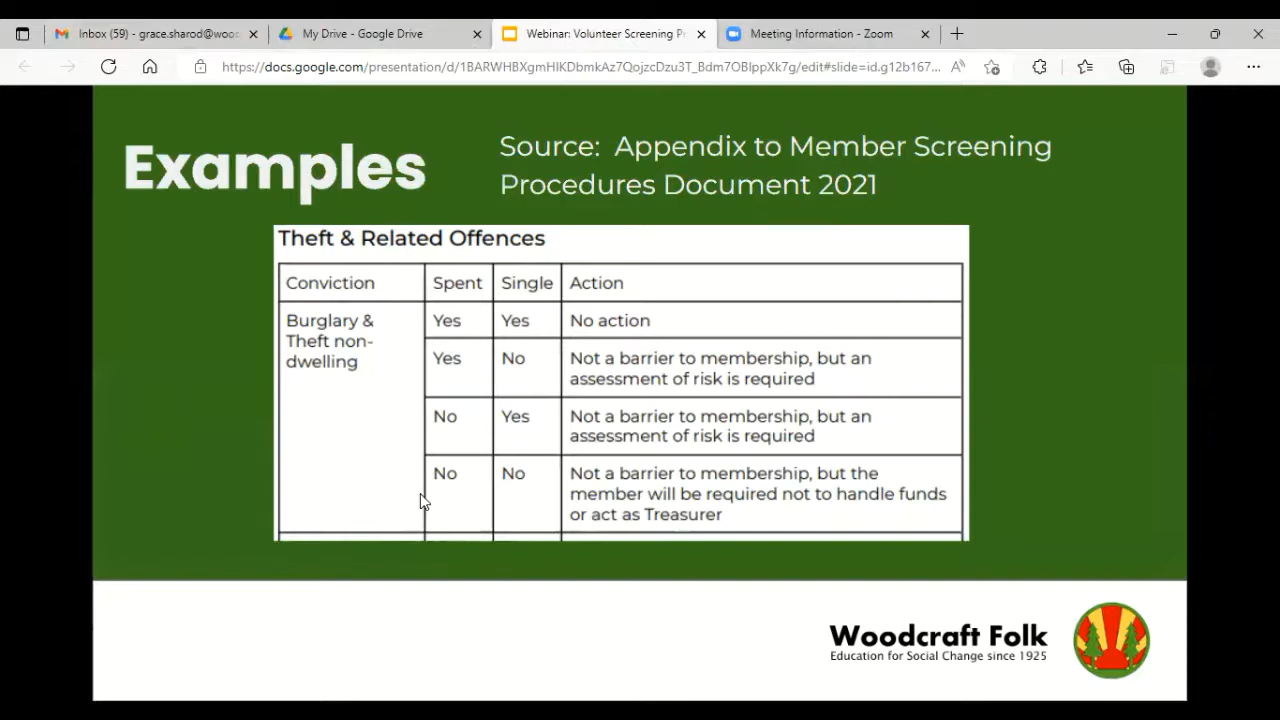 Inbox (59) - grace.sharod@woo
My Drive - Google Drive
Webinar: Volunteer Screening P
Meeting Information - Zoom
https://docs.google.com/presentation/d/1BARWHBXgmHIKDbmkAz7QojzcDzu3T_Bdm7OBlppXk7g/edit#slide=id.g12b167...
Examples
Source: Appendix to Member Screening
Procedures Document 2021
Theft & Related Offences
Conviction Spent Single Action
Burglary & Yes Yes No action
Theft non-
dwelling
Yes No Not a barrier to membership, but an
assessment of risk is required
No Yes Not a barrier to membership, but an
assessment of risk is required
No No Not a barrier to membership, but the
member will be required not to handle funds
or act as Treasurer
Woodcraft Folk
Education for Social Change since 1925